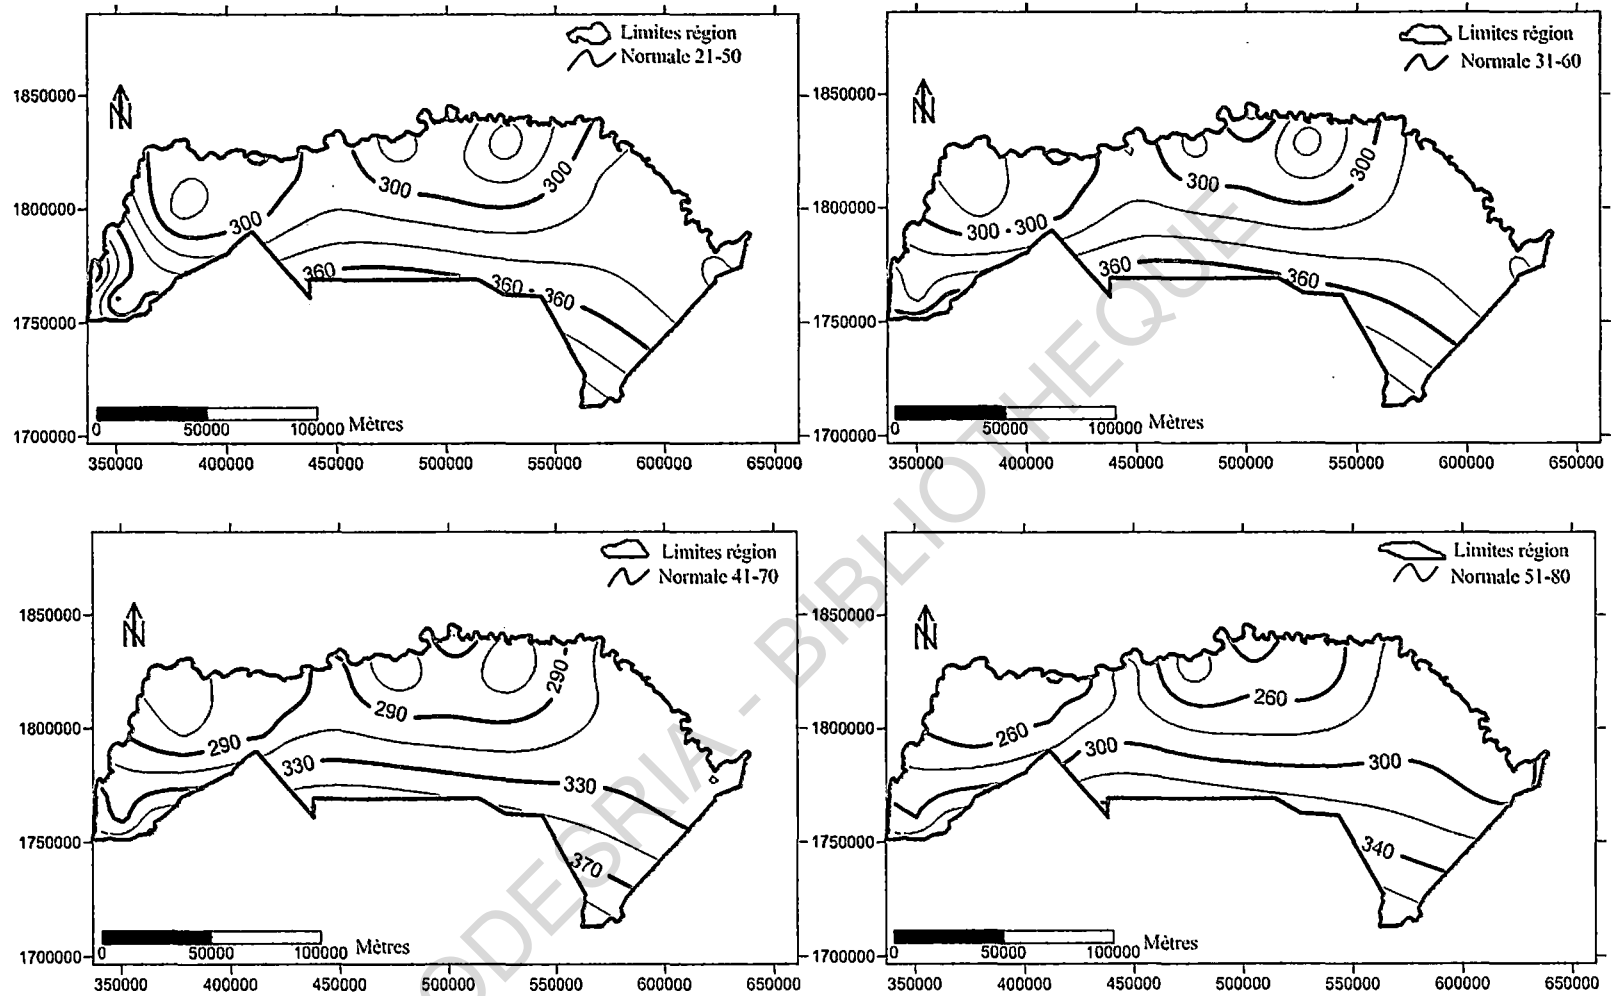 Limites région
Normale 21-50
1850000
1800000
1750000
1700000
N
300
300
300
360
360 · 360
0 50000 100000 Mètres
350000 400000 450000 500000 550000 600000 650000
Limites région
Normale 31-60
1850000
1800000
1750000
1700000
N
300 · 300
300
300
360
360
0 50000 100000 Mètres
350000 400000 450000 500000 550000 600000 650000
Limites région
Normale 41-70
1850000
1800000
1750000
1700000
N
290
290
290
330
330
370
0 50000 100000 Mètres
350000 400000 450000 500000 550000 600000 650000
Limites région
Normale 51-80
1850000
1800000
1750000
1700000
N
260
260
300
300
340
0 50000 100000 Mètres
350000 400000 450000 500000 550000 600000 650000
ODESRIA - BIBLIOTHEQUE